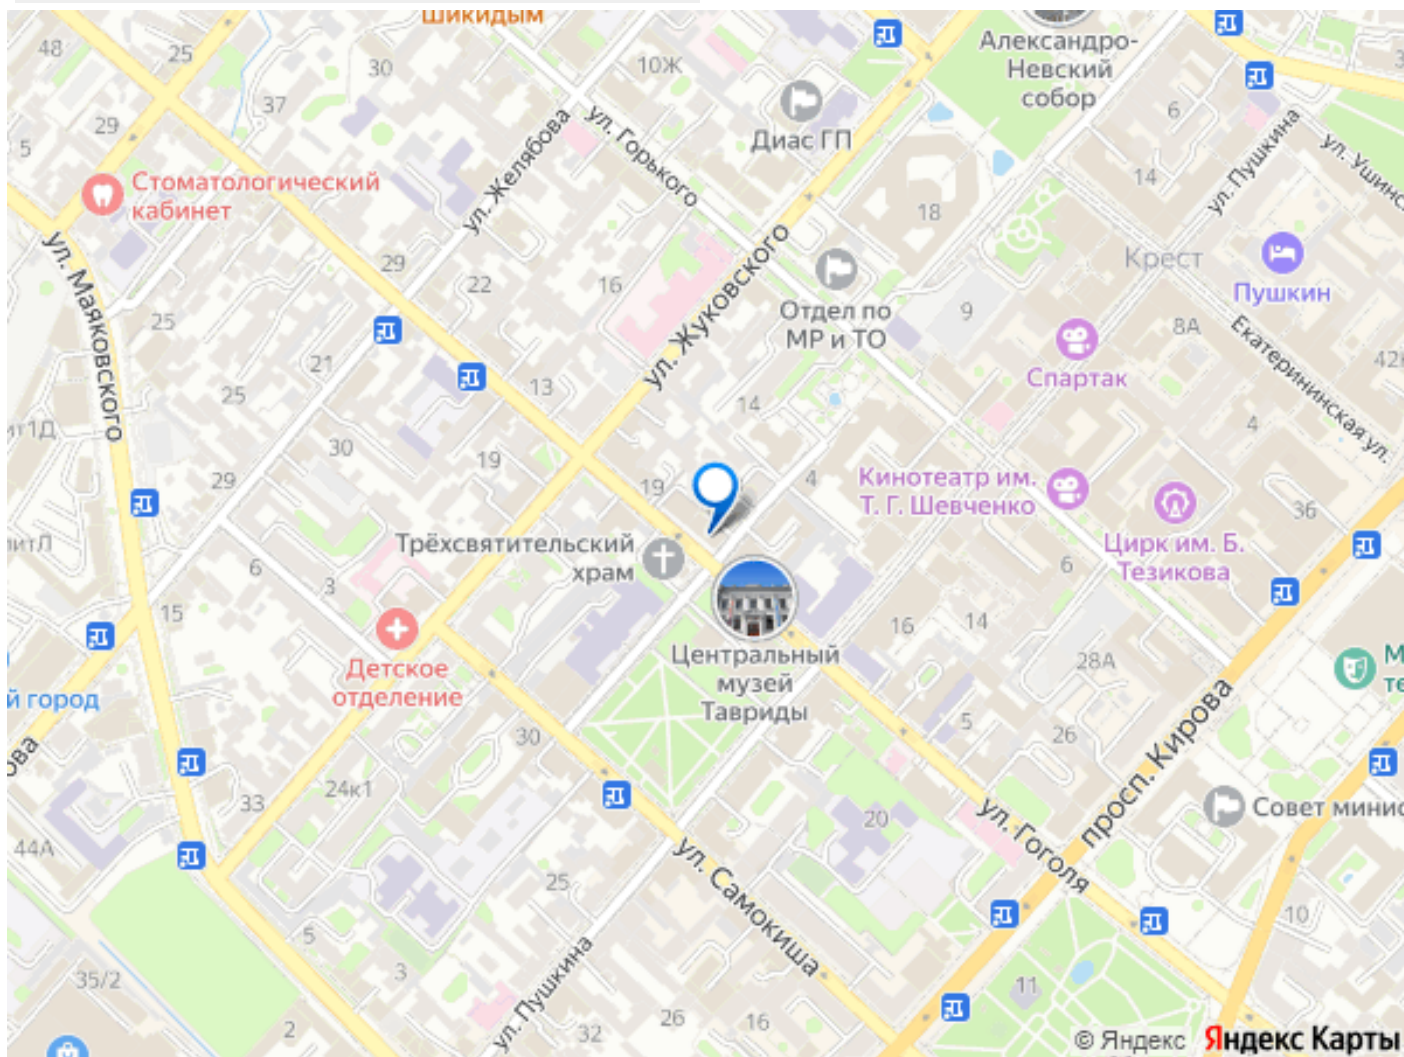 Шикидым
48
25
30
10Ж
Александро-
Невский
собор
37
6
29
5
ул. Желябова
ул. Горького
Диас ГП
ул. Пушкина
Стоматологический
кабинет
14
18
ул. Маяковского
29
22
16
ул. Жуковского
Крест
Пушкин
Отдел по
МР и ТО
9
8А
Екатерининская ул.
25
21
25
13
14
Спартак
4
30
19
29
19
4
Кинотеатр им.
Т. Г. Шевченко
36
Цирк им. Б.
Тезикова
Трёхсвятительский
храм
6
3
6
15
16
14
Детское
отделение
Центральный
музей
Тавриды
28А
й город
30
5
26
просп. Кирова
24к1
33
20
ул. Гоголя
Совет минис
44А
ул. Самокиша
25
10
5
3
35/2
ул. Пушкина
11
2
32
26
16
© Яндекс Яндекс Карты